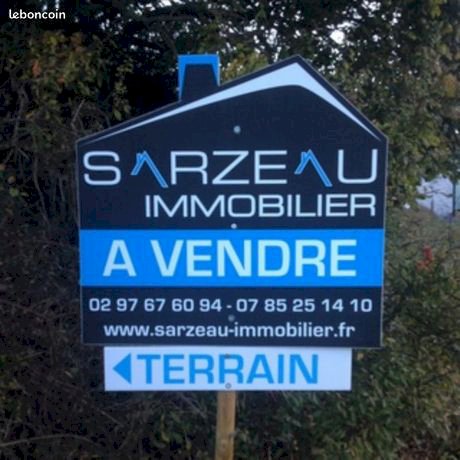 leboncoin
SARZEAU
IMMOBILIER
A VENDRE
02 97 67 60 94 - 07 85 25 14 10
www.sarzeau-immobilier.fr
TERRAIN